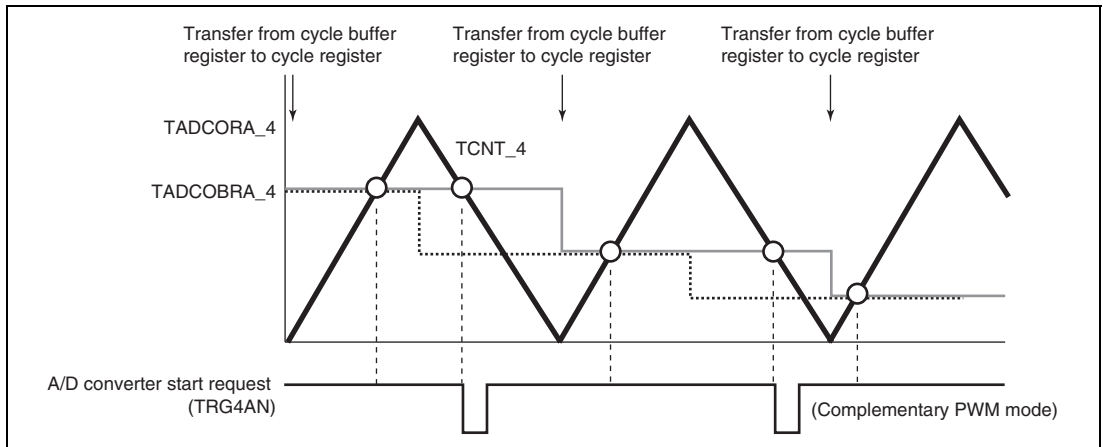 Transfer from cycle buffer
register to cycle register
Transfer from cycle buffer
register to cycle register
Transfer from cycle buffer
register to cycle register
TADCORA_4
TCNT_4
TADCOBRA_4
A/D converter start request
(TRG4AN)
(Complementary PWM mode)